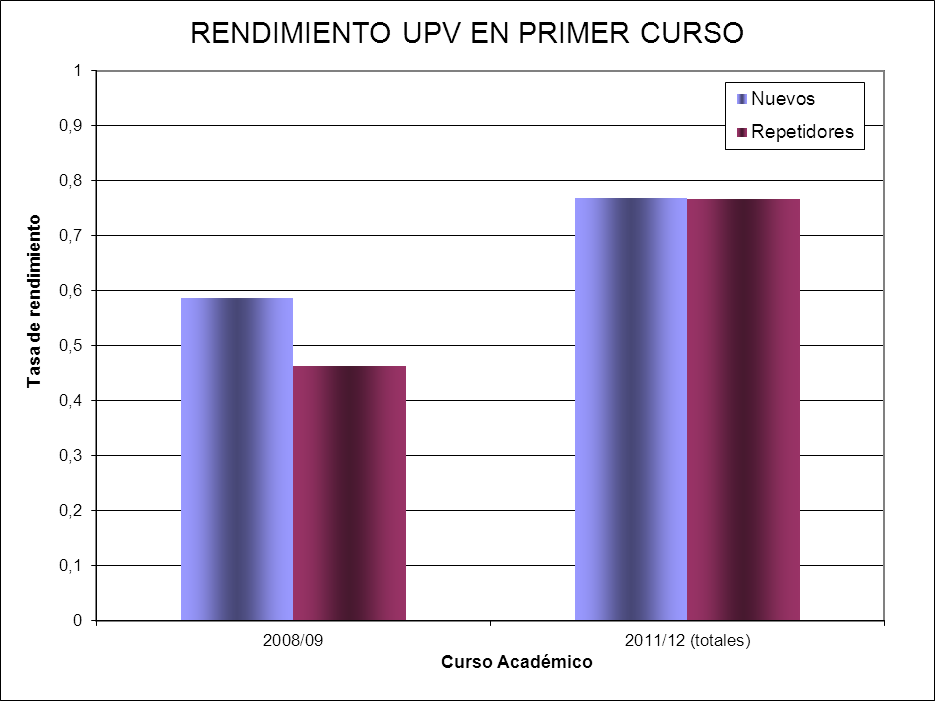 RENDIMIENTO UPV EN PRIMER CURSO
Nuevos
Repetidores
Tasa de rendimiento
1
0,9
0,8
0,7
0,6
0,5
0,4
0,3
0,2
0,1
0
2008/09
2011/12 (totales)
Curso Académico